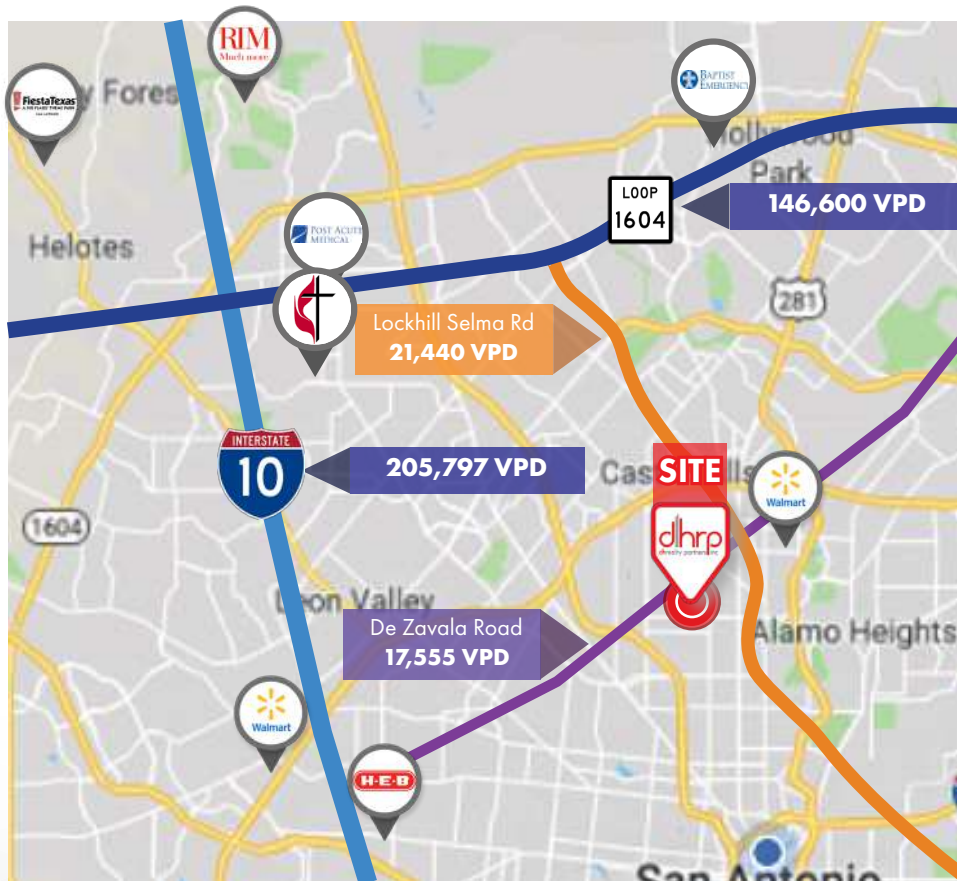 RIM
Much more
FiestaTexas
y Fores
BAPTIST
EMERGENCY
Hollywood
Park
LOOP
1604
146,600 VPD
POST ACUTE
MEDICAL
Helotes
281
Lockhill Selma Rd
21,440 VPD
INTERSTATE
10
205,797 VPD
SITE
Walmart
dhrp
1604
Leon Valley
De Zavala Road
17,555 VPD
Alamo Heights
Walmart
H-E-B
San Antonio